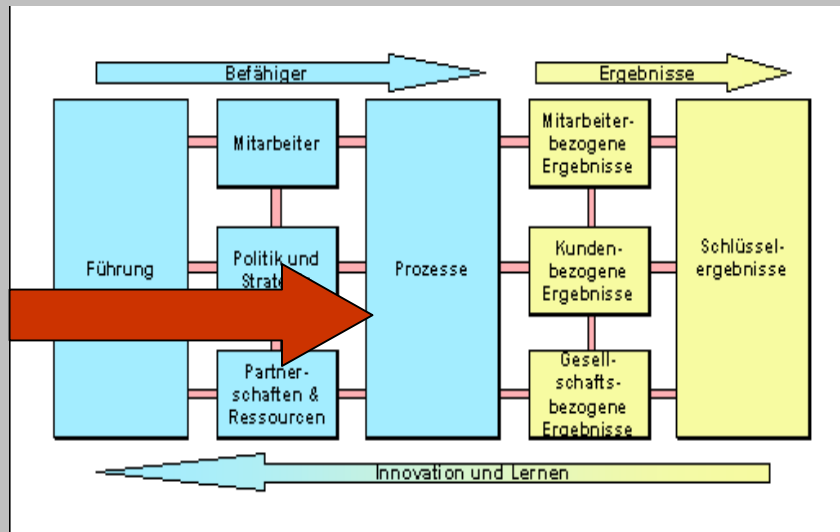 Befähiger
Ergebnisse
Führung
Mitarbeiter
Politik und
Partner-
schaften &
Ressourcen
Prozesse
Mitarbeiter-
bezogene
Ergebnisse
Kunden-
bezogene
Ergebnisse
Gesell-
schafts-
bezogene
Ergebnisse
Schlüssel-
ergebnisse
Innovation und Lernen